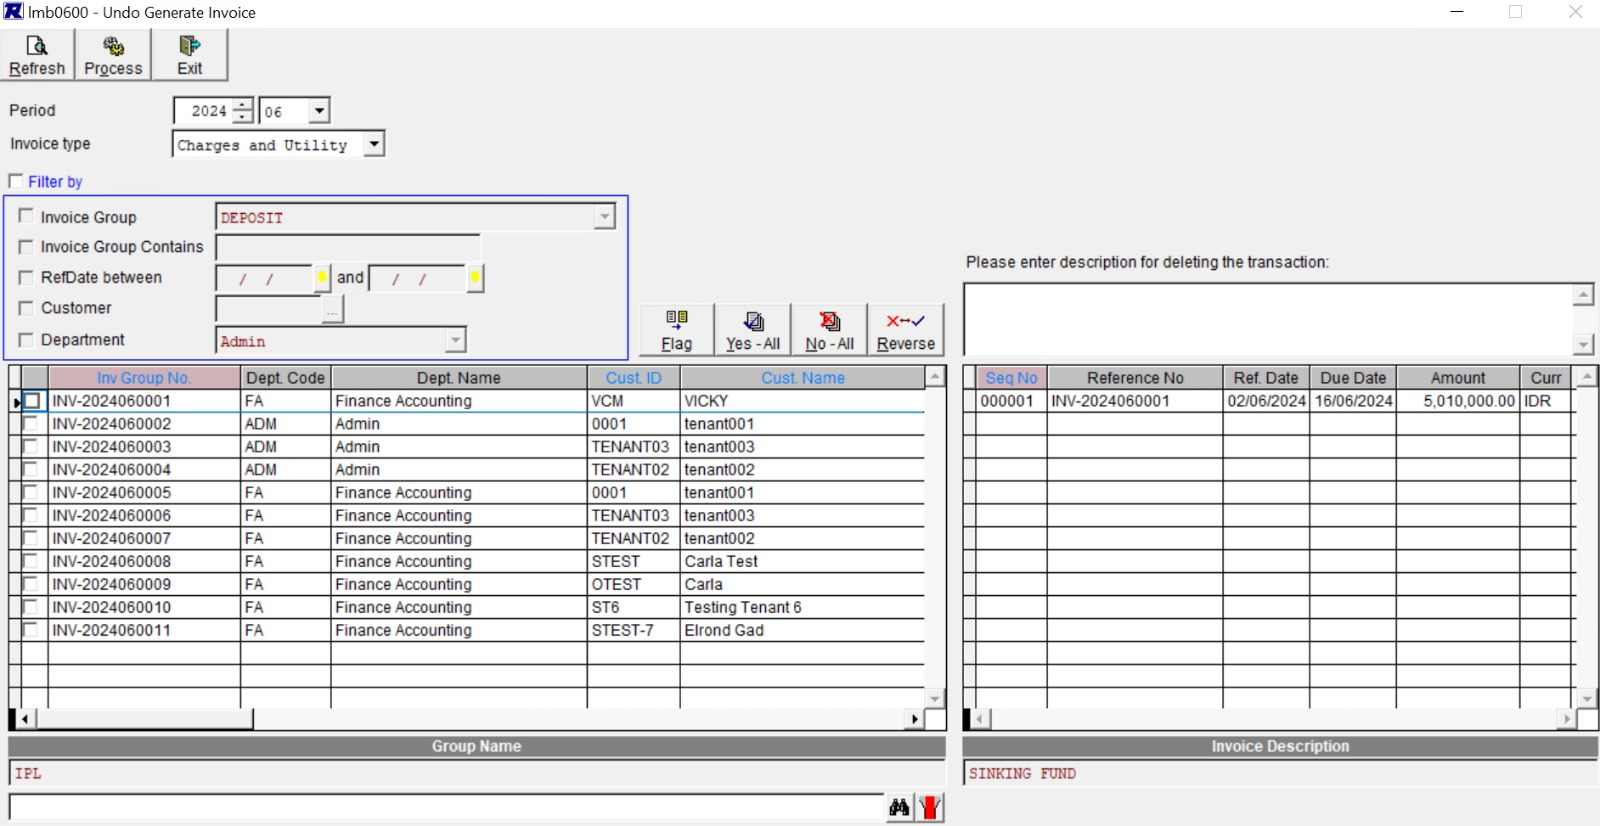 lmb0600 - Undo Generate Invoice
Refresh Process Exit
Period 2024 06
Invoice type Charges and Utility
Filter by
Invoice Group DEPOSIT
Invoice Group Contains
RefDate between / / and / /
Customer ...
Department Admin
Flag Yes - All No - All Reverse
Please enter description for deleting the transaction:
Inv Group No. Dept. Code Dept. Name Cust. ID Cust. Name
INV-2024060001 FA Finance Accounting VCM VICKY
INV-2024060002 ADM Admin 0001 tenant001
INV-2024060003 ADM Admin TENANT03 tenant003
INV-2024060004 ADM Admin TENANT02 tenant002
INV-2024060005 FA Finance Accounting 0001 tenant001
INV-2024060006 FA Finance Accounting TENANT03 tenant003
INV-2024060007 FA Finance Accounting TENANT02 tenant002
INV-2024060008 FA Finance Accounting STEST Carla Test
INV-2024060009 FA Finance Accounting OTEST Carla
INV-2024060010 FA Finance Accounting ST6 Testing Tenant 6
INV-2024060011 FA Finance Accounting STEST-7 Elrond Gad
Seq No Reference No Ref. Date Due Date Amount Curr
000001 INV-2024060001 02/06/2024 16/06/2024 5,010,000.00 IDR
Group Name
IPL
Invoice Description
SINKING FUND